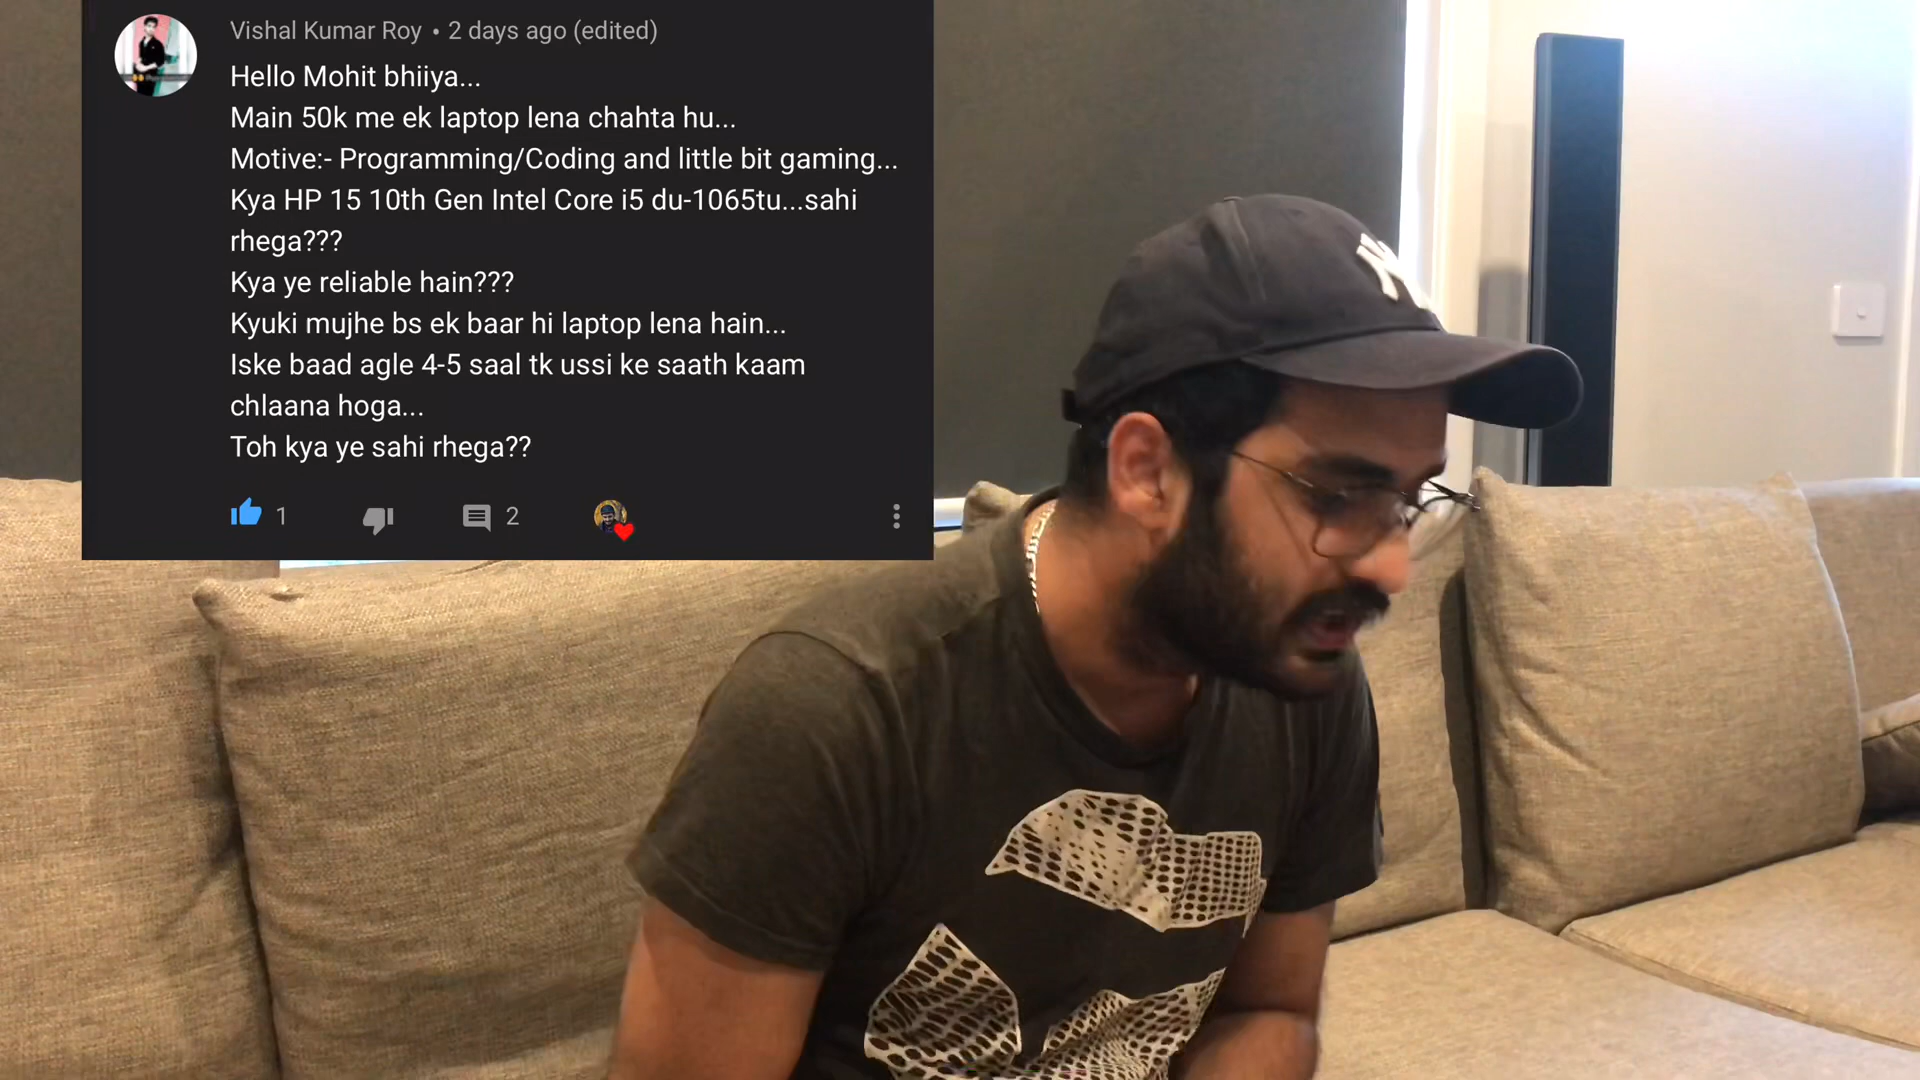 Vishal Kumar Roy • 2 days ago (edited)
Hello Mohit bhiiya...
Main 50k me ek laptop lena chahta hu...
Motive:- Programming/Coding and little bit gaming...
Kya HP 15 10th Gen Intel Core i5 du-1065tu...sahi
rhega???
Kya ye reliable hain???
Kyuki mujhe bs ek baar hi laptop lena hain...
Iske baad agle 4-5 saal tk ussi ke saath kaam
chlaana hoga...
Toh kya ye sahi rhega??
1
2
NY